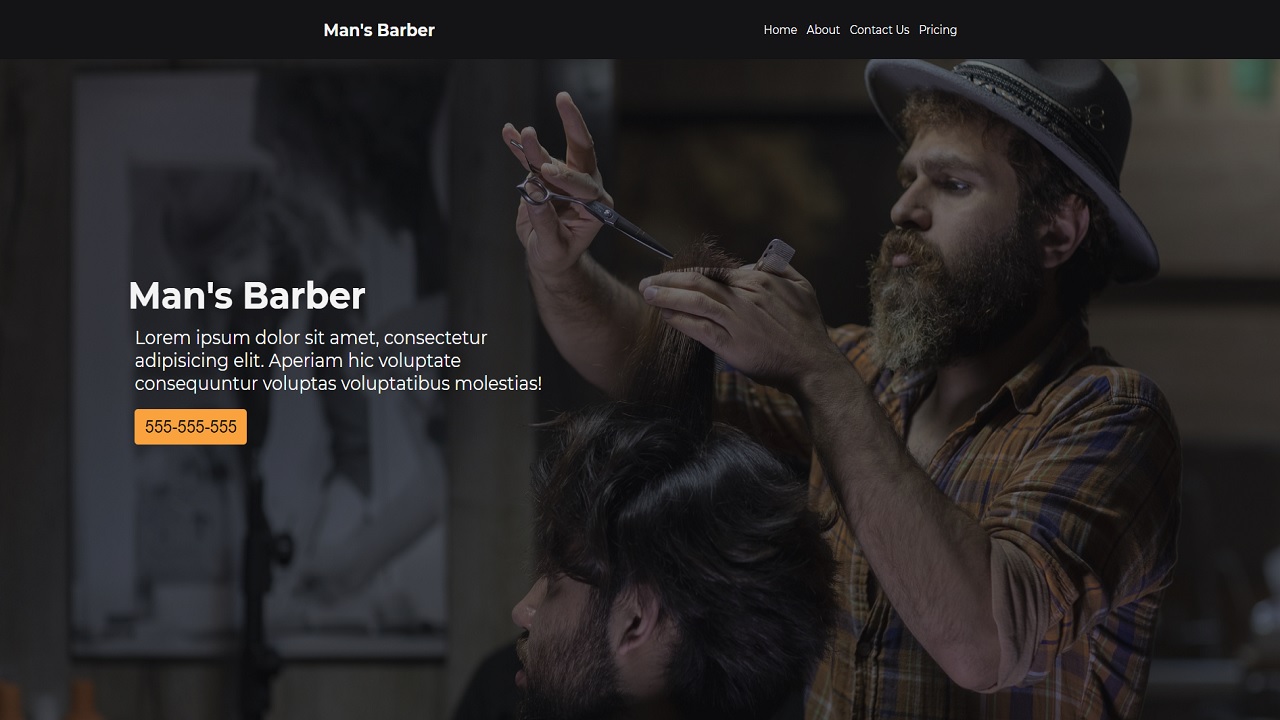 Man's Barber
Home About Contact Us Pricing
Man's Barber
Lorem ipsum dolor sit amet, consectetur
adipisicing elit. Aperiam hic voluptate
consequuntur voluptas voluptatibus molestias!
555-555-555